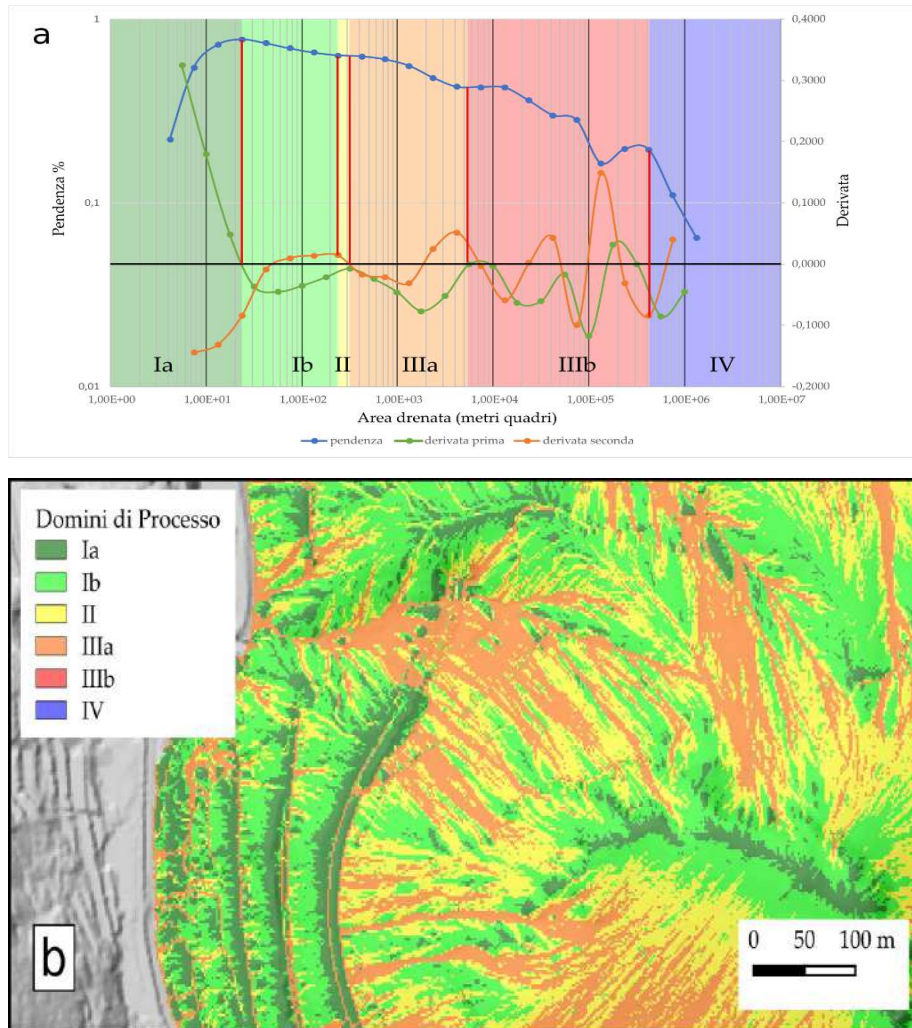 a
1
0,1
0,01
Pendenza %
0,4000
0,3000
0,2000
0,1000
0,0000
-0,1000
-0,2000
Derivata
Ia Ib II IIIa IIIb IV
1,00E+00 1,00E+01 1,00E+02 1,00E+03 1,00E+04 1,00E+05 1,00E+06 1,00E+07
Area drenata (metri quadri)
pendenza derivata prima derivata seconda
Domini di Processo
Ia
Ib
II
IIIa
IIIb
IV
b
0 50 100 m